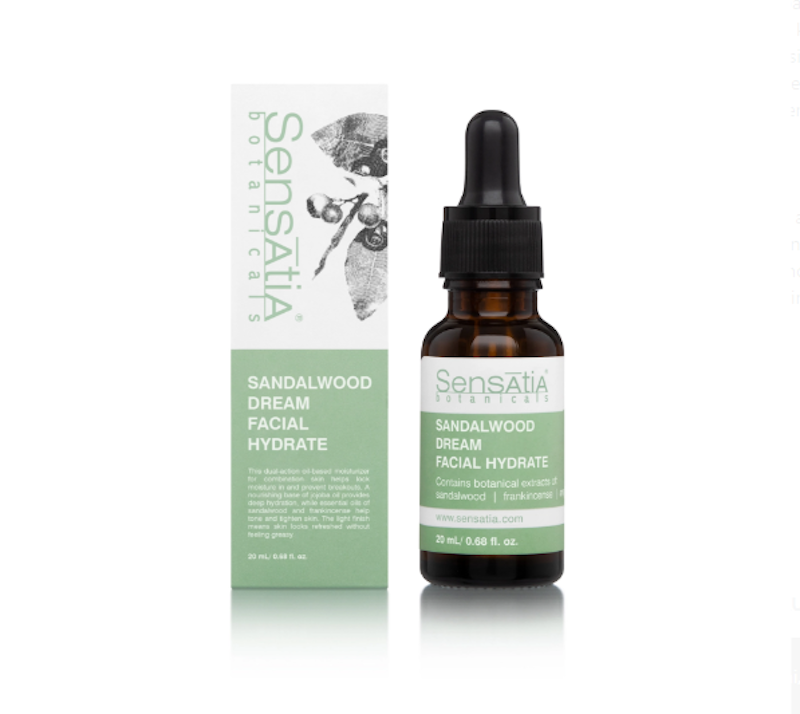 Sensatia®
botanicals
SANDALWOOD
DREAM
FACIAL
HYDRATE
This dual-action oil-based moisturizer
for combination skin helps lock
moisture in and prevent breakouts. A
nourishing base of jojoba oil provides
deep hydration, while essential oils of
sandalwood and frankincense help
tone and tighten skin. The light finish
means skin looks refreshed without
feeling greasy.
20 mL/ 0.68 fl. oz.
Sensatia®
botanicals
SANDALWOOD
DREAM
FACIAL HYDRATE
Contains botanical extracts of
sandalwood | frankincense |
www.sensatia.com
20 mL/ 0.68 fl. oz.